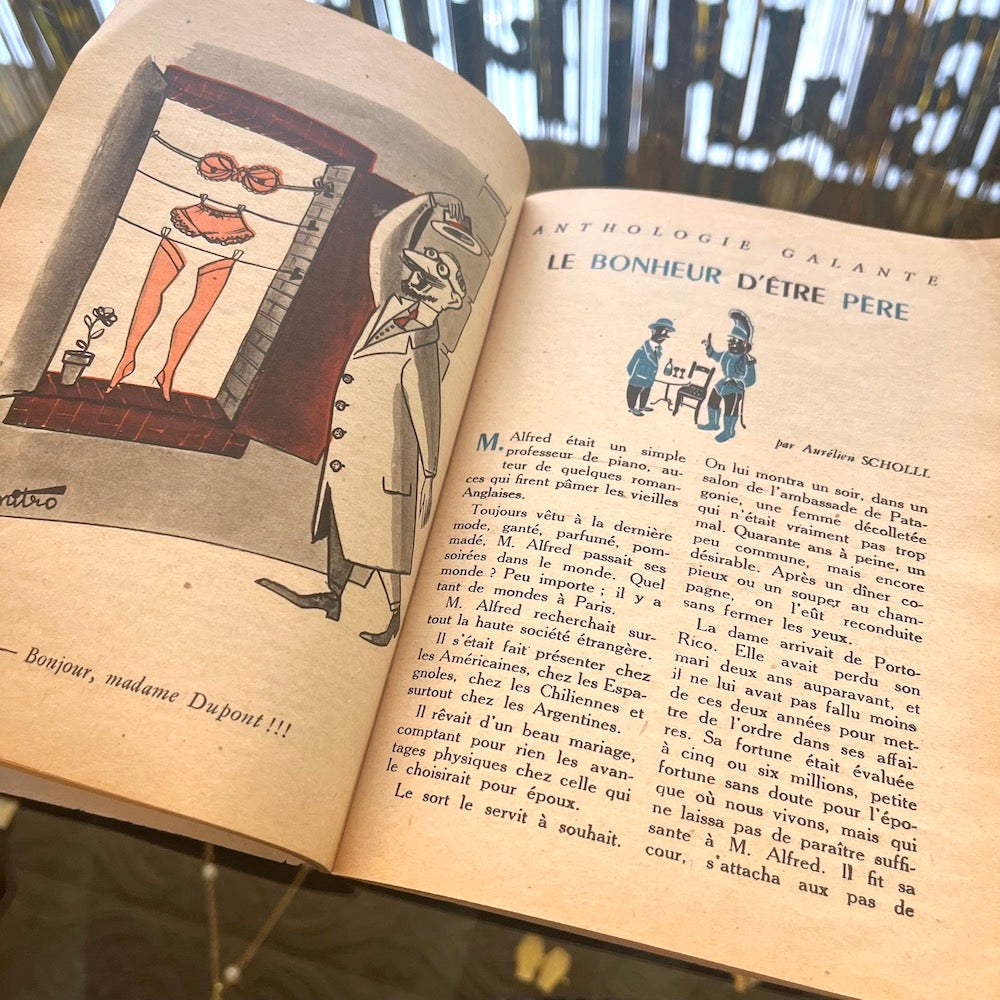 — Bonjour, madame Dupont !!!
ANTHOLOGIE GALANTE
LE BONHEUR D'ÊTRE PÈRE
par Aurélien SCHOLLL
M. Alfred était un simple
professeur de piano, au-
teur de quelques roman-
ces qui firent pâmer les vieilles
Anglaises.
Toujours vêtu à la dernière
mode, ganté, parfumé, pom-
madé, M. Alfred passait ses
soirées dans le monde. Quel
monde ? Peu importe ; il y a
tant de mondes à Paris.
M. Alfred recherchait sur-
tout la haute société étrangère.
Il s'était fait présenter chez
les Américaines, chez les Espa-
gnoles, chez les Chiliennes et
surtout chez les Argentines.
Il rêvait d'un beau mariage,
comptant pour rien les avan-
tages physiques chez celle qui
le choisirait pour époux.
Le sort le servit à souhait.
On lui montra un soir, dans un
salon de l'ambassade de Pata-
gonie, une femme décolletée
qui n'était vraiment pas trop
mal. Quarante ans à peine, un
peu commune, mais encore
désirable. Après un dîner co-
pieux ou un souper au cham-
pagne, on l'eût reconduite
sans fermer les yeux.
La dame arrivait de Porto-
Rico. Elle avait perdu son
mari deux ans auparavant, et
il ne lui avait pas fallu moins
de ces deux années pour met-
tre de l'ordre dans ses affai-
res. Sa fortune était évaluée
à cinq ou six millions, petite
fortune sans doute pour l'épo-
que où nous vivons, mais qui
ne laissa pas de paraître suffi-
sante à M. Alfred. Il fit sa
cour, s'attacha aux pas de